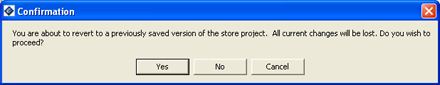 Confirmation
You are about to revert to a previously saved version of the store project.  All current changes will be lost. Do you wish to
proceed?
Yes
No
Cancel